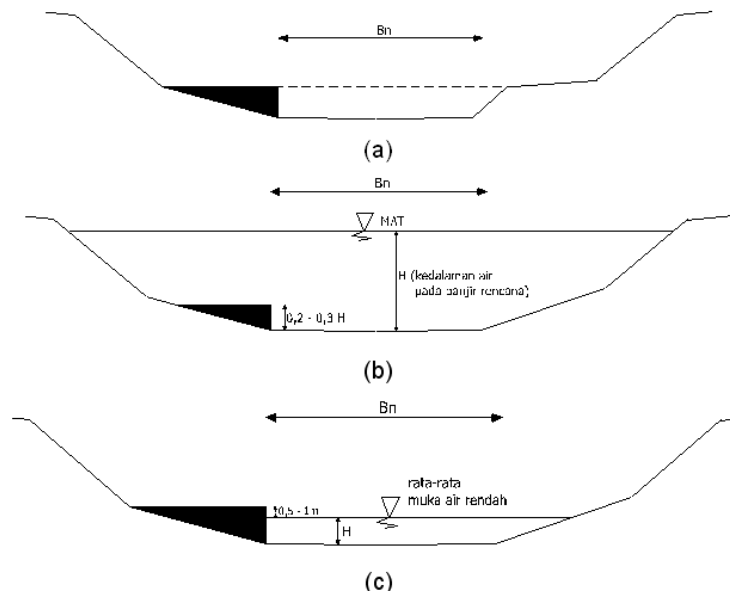 Bn
(a)
Bn
MAT
H (kedalaman air
pada banjir rencana)
0,2 - 0,3 H
(b)
Bn
rata-rata
muka air rendah
0,5 - 1 m
H
(c)